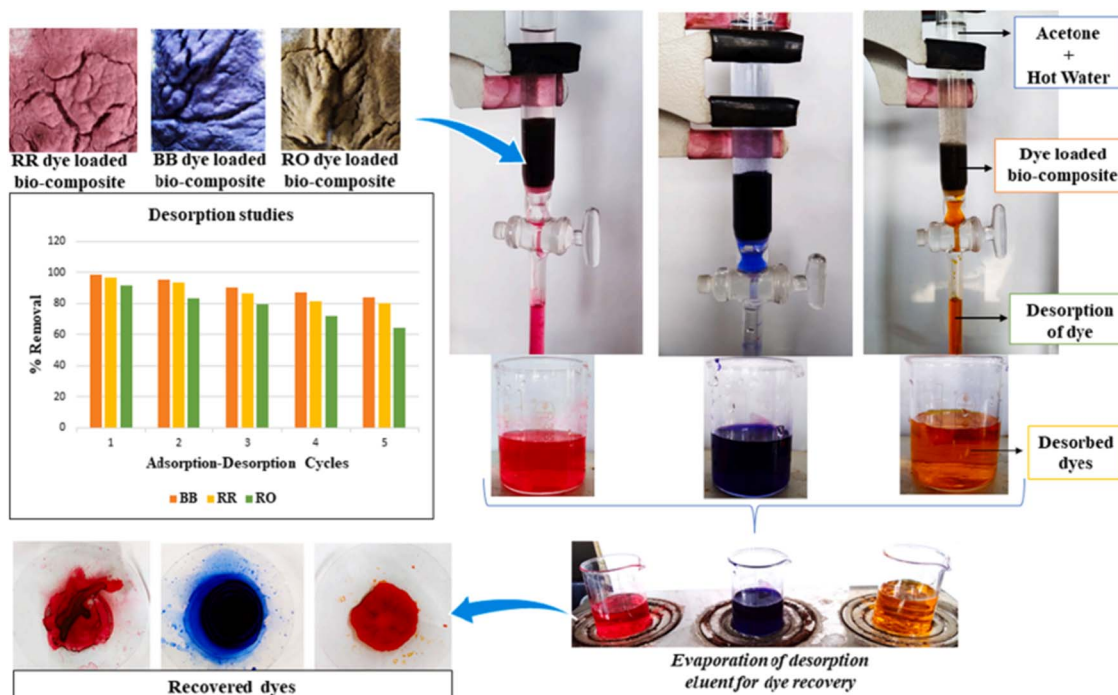 RR dye loaded
bio-composite
BB dye loaded
bio-composite
RO dye loaded
bio-composite
Desorption studies
% Removal
120
100
80
60
40
20
0
1 2 3 4 5
Adsorption-Desorption Cycles
BB RR RO
Acetone
+
Hot Water
Dye loaded
bio-composite
Desorption
of dye
Desorbed
dyes
Evaporation of desorption
eluent for dye recovery
Recovered dyes